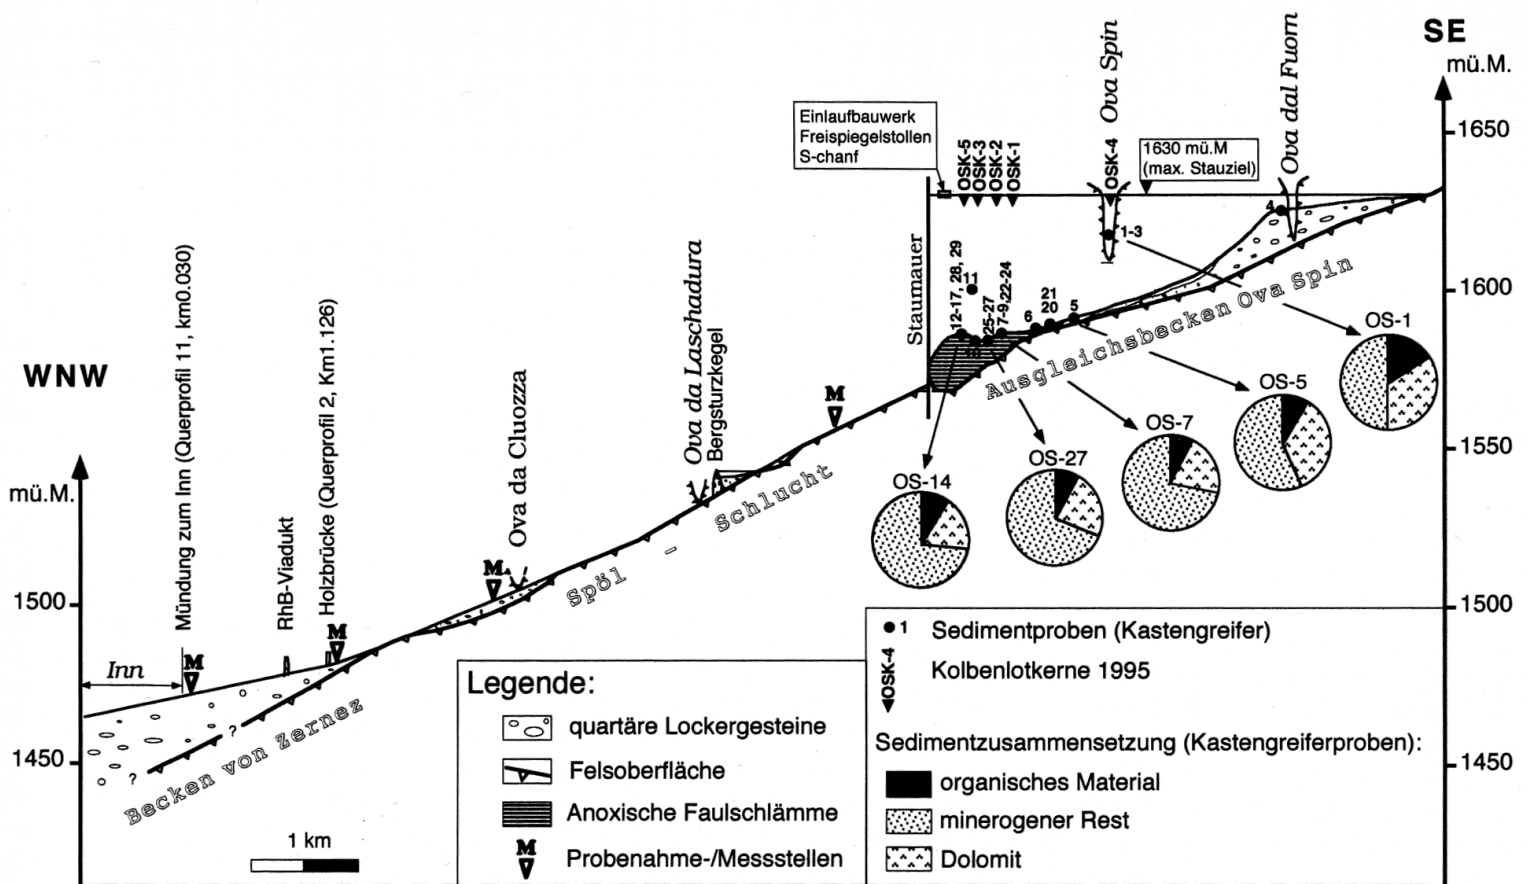 SE
mü.M.
1650
1600
1550
1500
1450
WNW
mü.M.
1500
1450
Einlaufbauwerk
Freispiegelstollen
S-chanf
OSK-5
OSK-3
OSK-2
OSK-1
OSK-4
Ova Spin
1630 mü.M
(max. Stauziel)
Ova dal Fuorn
4
1-3
Staumauer
12-17, 28, 29
11
10
25-27
7-9,22-24
6
21
20
5
Ausgleichsbecken Ova Spin
OS-1
OS-5
OS-7
OS-27
OS-14
M
Ova da Laschadura
Bergsturzkegel
Ova da Cluozza
M
Spöl - Schlucht
Mündung zum Inn (Querprofil 11, km0.030)
RhB-Viadukt
Holzbrücke (Querprofil 2, Km1.126)
M
M
Inn
?
?
Becken von Zernez
1 km
Legende:
quartäre Lockergesteine
Felsoberfläche
Anoxische Faulschlämme
M
Probenahme-/Messstellen
1
Sedimentproben (Kastengreifer)
OSK-4
Kolbenlotkerne 1995
Sedimentzusammensetzung (Kastengreiferproben):
organisches Material
minerogener Rest
Dolomit